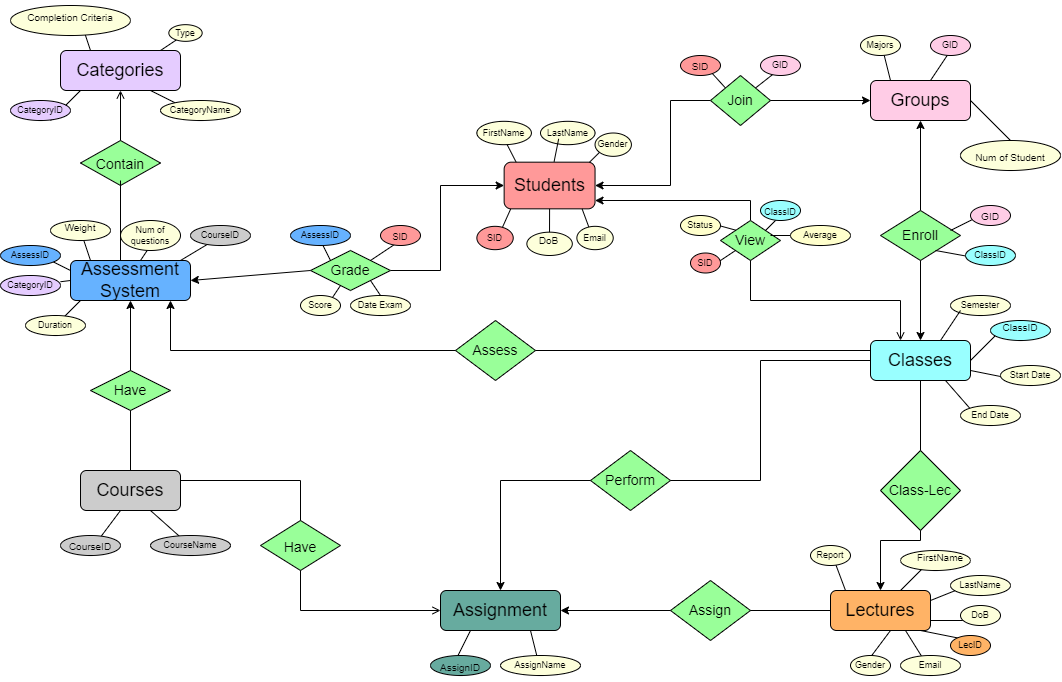 Completion Criteria
Type
Categories
CategoryID
CategoryName
Contain
Majors
GID
Groups
Num of Student
SID
GID
Join
FirstName
LastName
Gender
Students
SID
DoB
Email
Weight
Num of
questions
CourseID
AssessID
CategoryID
Assessment
System
Duration
AssessID
SID
Grade
Score
Date Exam
Status
ClassID
View
Average
SID
GID
Enroll
ClassID
Semester
ClassID
Classes
Start Date
End Date
Assess
Have
Perform
Class-Lec
Courses
CourseID
CourseName
Have
Assignment
AssignID
AssignName
Assign
Report
FirstName
LastName
Lectures
DoB
LecID
Gender
Email